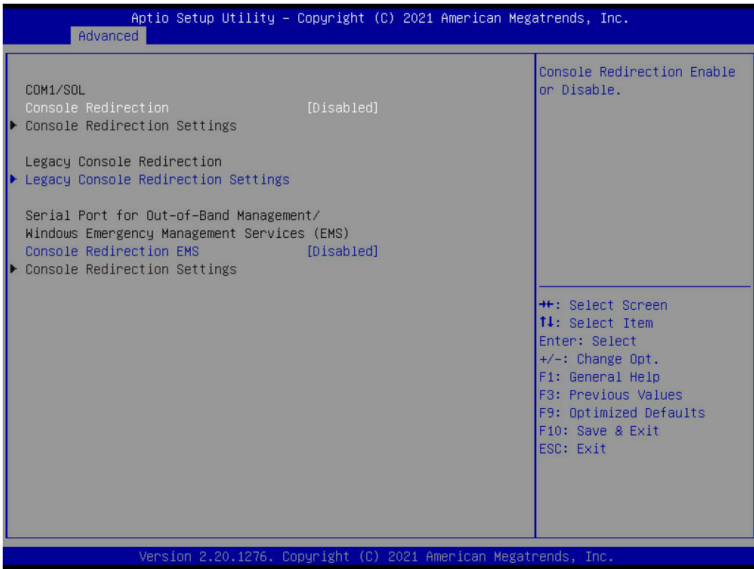 Aptio Setup Utility – Copyright (C) 2021 American Megatrends, Inc.
Advanced
COM1/SOL
Console Redirection [Disabled]
Console Redirection Settings
Legacy Console Redirection
Legacy Console Redirection Settings
Serial Port for Out-of-Band Management/
Windows Emergency Management Services (EMS)
Console Redirection EMS [Disabled]
Console Redirection Settings
Console Redirection Enable
or Disable.
→←: Select Screen
↑↓: Select Item
Enter: Select
+/-: Change Opt.
F1: General Help
F3: Previous Values
F9: Optimized Defaults
F10: Save & Exit
ESC: Exit
Version 2.20.1276. Copyright (C) 2021 American Megatrends, Inc.